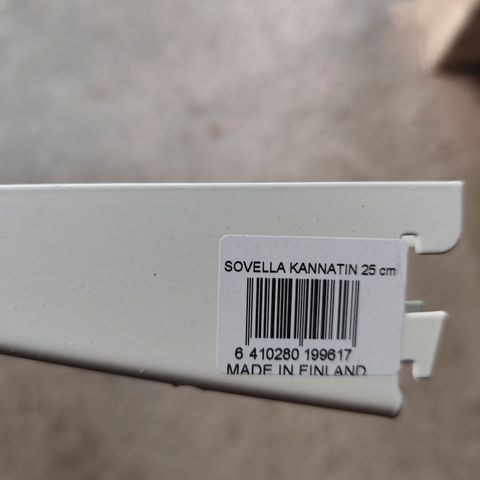 SOVELLA KANNATIN 25 cm
6 410280 199617
MADE IN FINLAND